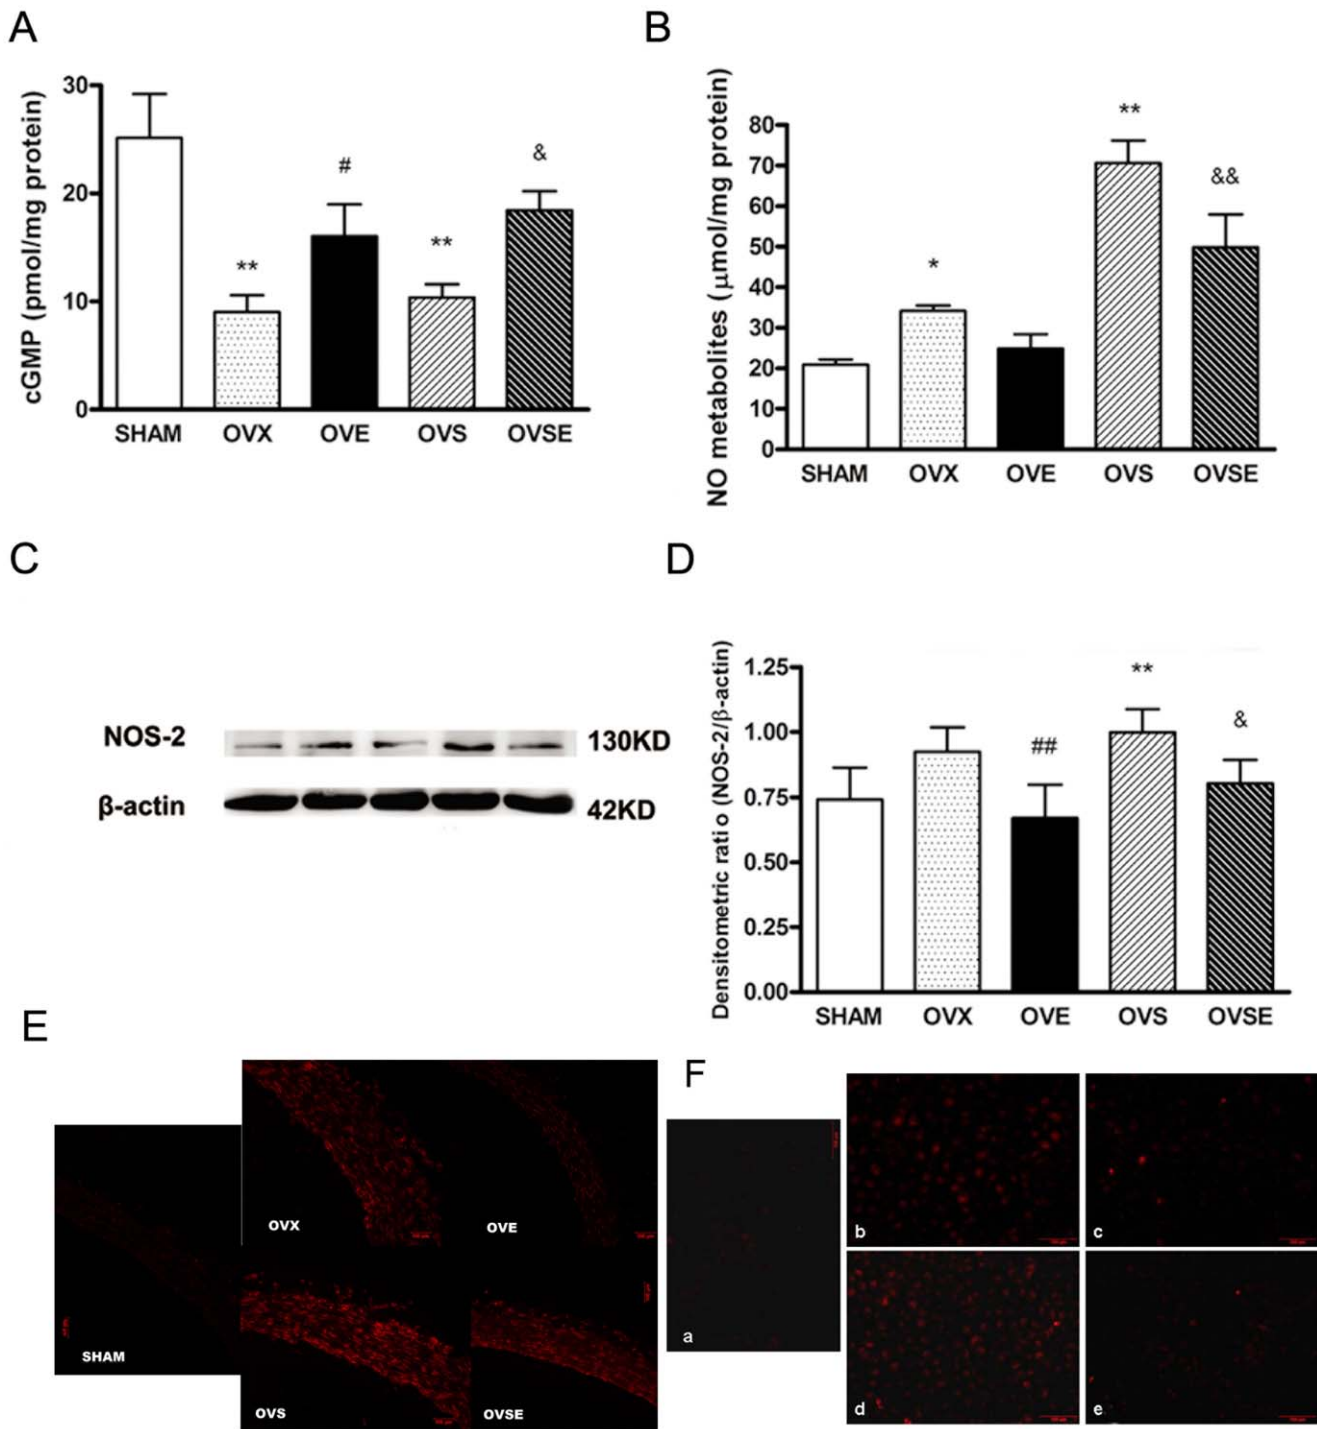 A
cGMP (pmol/mg protein)
30
20
10
0
**
#
**
&
SHAM OVX OVE OVS OVSE
B
NO metabolites (μmol/mg protein)
80
70
60
50
40
30
20
10
0
*
**
&&
SHAM OVX OVE OVS OVSE
C
NOS-2 130KD
β-actin 42KD
D
Densitometric ratio (NOS-2/β-actin)
1.25
1.00
0.75
0.50
0.25
0.00
##
**
&
SHAM OVX OVE OVS OVSE
E
SHAM
OVX
OVE
OVS
OVSE
F
a
b
c
d
e